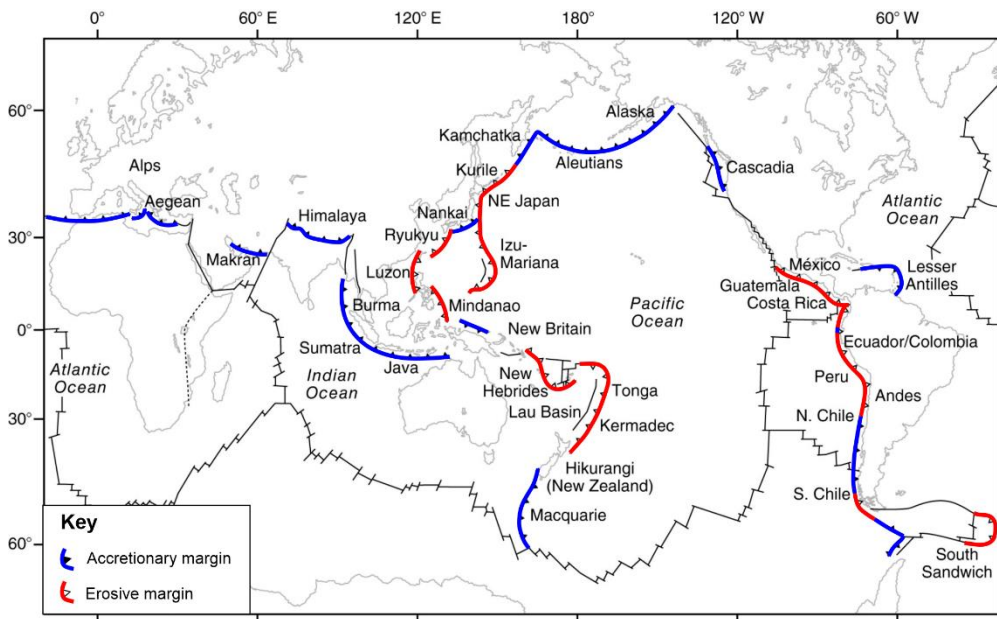 0°
60° E
120° E
180°
120° W
60° W
60°
30°
0°
30°
60°
Alps
Aegean
Makran
Himalaya
Burma
Sumatra
Java
Luzon
Ryukyu
Nankai
Mindanao
Kamchatka
Kurile
NE Japan
Izu-
Mariana
Aleutians
Alaska
Cascadia
New Britain
New
Hebrides
Lau Basin
Tonga
Kermadec
Hikurangi
(New Zealand)
Macquarie
México
Guatemala
Costa Rica
Lesser
Antilles
Ecuador/Colombia
Peru
Andes
N. Chile
S. Chile
South
Sandwich
Atlantic
Ocean
Indian
Ocean
Pacific
Ocean
Atlantic
Ocean
Key
Accretionary margin
Erosive margin